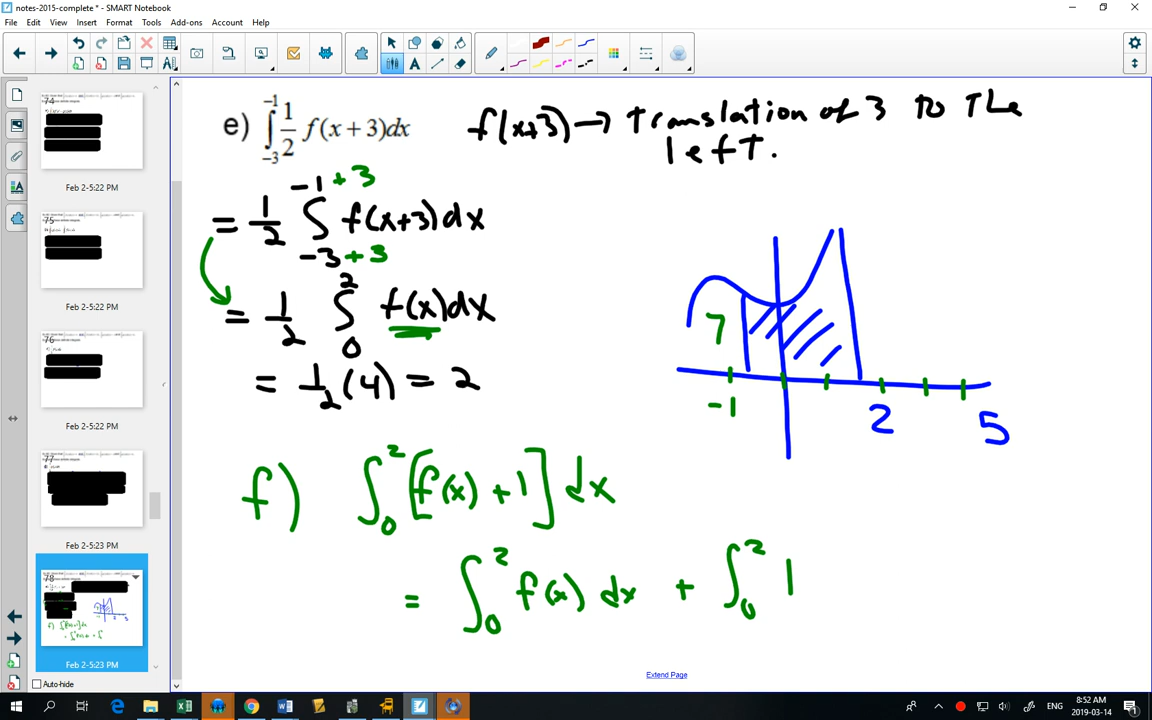 notes-2015-complete * - SMART Notebook
File Edit View Insert Format Tools Add-ons Account Help
74
Feb 2-5:22 PM
75
Feb 2-5:22 PM
76
Feb 2-5:22 PM
77
Feb 2-5:23 PM
78
Feb 2-5:23 PM
Auto-hide
e) ∫_{-3}^{-1} 1/2 f(x + 3)dx
f(x+3) → translation of 3 to the
left.
= 1/2 ∫_{-3+3}^{-1+3} f(x+3)dx
= 1/2 ∫_0^2 f(x)dx
= 1/2 (4) = 2
7
-1 2 5
f) ∫_0^2 [f(x) + 1] dx
= ∫_0^2 f(x) dx + ∫_0^2 1
Extend Page
ENG
8:52 AM
2019-03-14